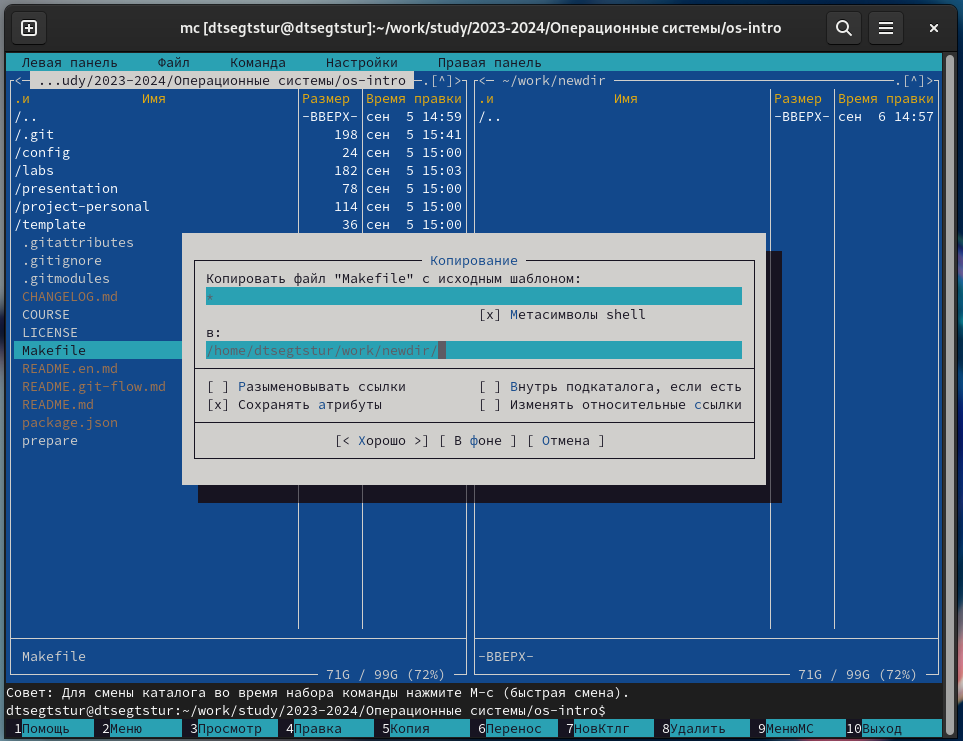 mc [dtsegtstur@dtsegtstur]:~/work/study/2023-2024/Операционные системы/os-intro
Левая панель Файл Команда Настройки Правая панель
<─ ...udy/2023-2024/Операционные системы/os-intro ─.[^]>
.и Имя Размер Время правки
/.. -ВВЕРХ- сен 5 14:59
/.git 198 сен 5 15:41
/config 24 сен 5 15:00
/labs 182 сен 5 15:03
/presentation 78 сен 5 15:00
/project-personal 114 сен 5 15:00
/template 36 сен 5 15:00
.gitattributes
.gitignore
.gitmodules
CHANGELOG.md
COURSE
LICENSE
Makefile
README.en.md
README.git-flow.md
README.md
package.json
prepare
Makefile
71G / 99G (72%)
<─ ~/work/newdir ─.[^]>
.и Имя Размер Время правки
/.. -ВВЕРХ- сен 6 14:57
-ВВЕРХ-
71G / 99G (72%)
Копирование
Копировать файл "Makefile" с исходным шаблоном:
*
[x] Метасимволы shell
в:
/home/dtsegtstur/work/newdir/
[ ] Разыменовывать ссылки [ ] Внутрь подкаталога, если есть
[x] Сохранять атрибуты [ ] Изменять относительные ссылки
[< Хорошо >] [ В фоне ] [ Отмена ]
Совет: Для смены каталога во время набора команды нажмите M-c (быстрая смена).
dtsegtstur@dtsegtstur:~/work/study/2023-2024/Операционные системы/os-intro$
1Помощь 2Меню 3Просмотр 4Правка 5Копия 6Перенос 7НовКтлг 8Удалить 9МенюMC 10Выход